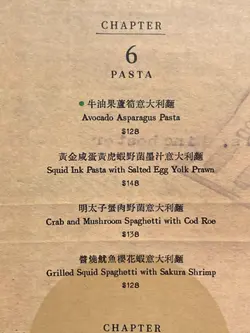 CHAPTER
6
PASTA
牛油果蘆筍意大利麵
Avocado Asparagus Pasta
$128
黃金咸蛋黃虎蝦野菌墨汁意大利麵
Squid Ink Pasta with Salted Egg Yolk Prawn
$148
明太子蟹肉野菌意大利麵
Crab and Mushroom Spaghetti with Cod Roe
$138
醬燒魷魚櫻花蝦意大利麵
Grilled Squid Spaghetti with Sakura Shrimp
$128
CHAPTER